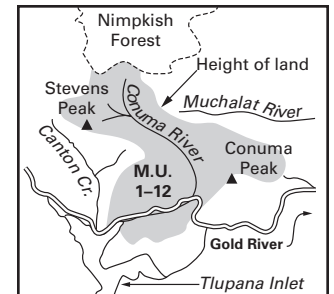 Nimpkish
Forest
Height of land
Stevens
Peak
Conuma River
Muchalat River
Canton Cr.
Conuma
Peak
M.U.
1–12
Gold River
Tlupana Inlet